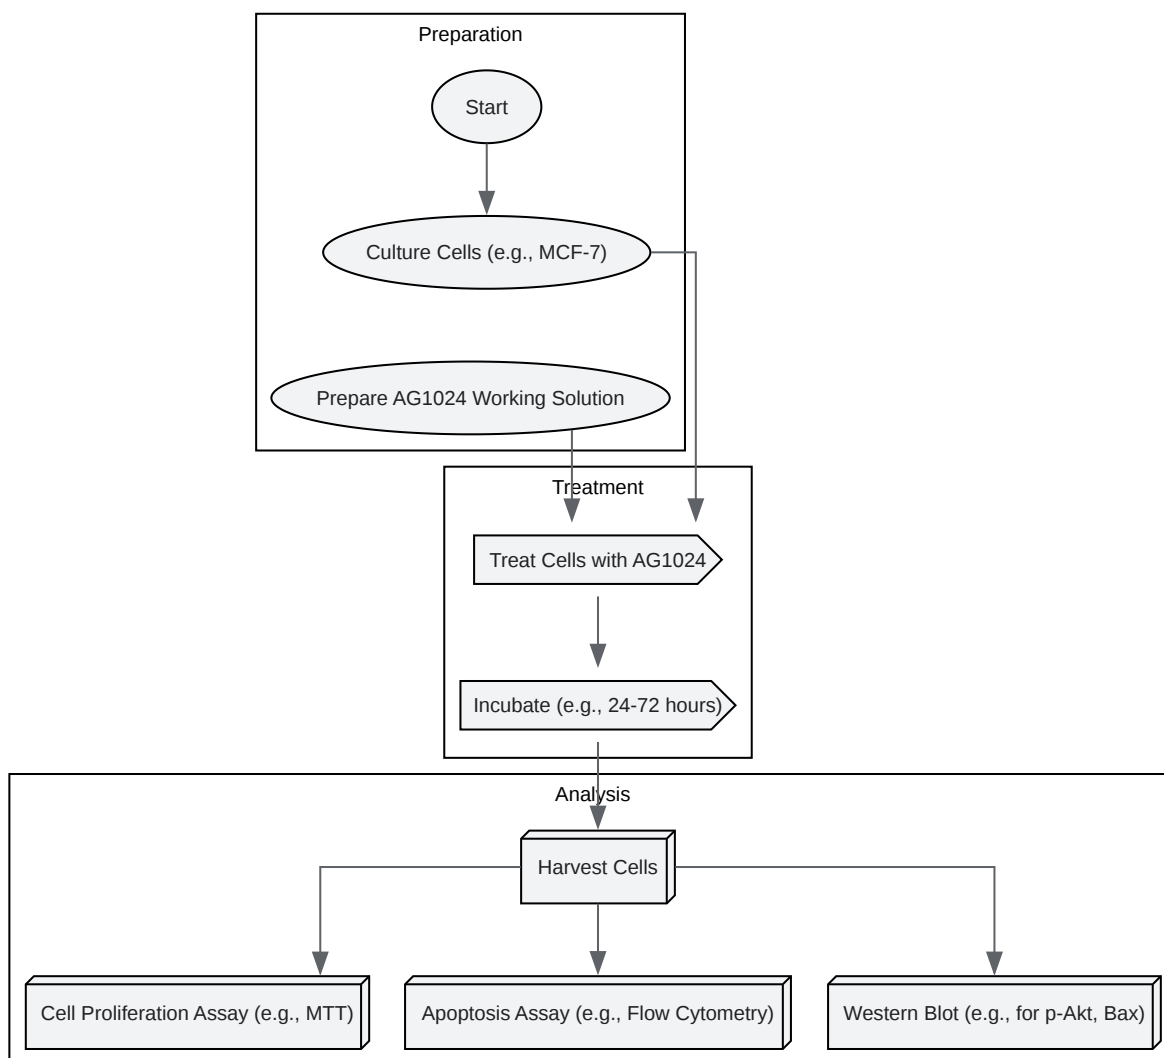 Preparation
Start
Culture Cells (e.g., MCF-7)
Prepare AG1024 Working Solution
Treatment
Treat Cells with AG1024
Incubate (e.g., 24-72 hours)
Analysis
Harvest Cells
Cell Proliferation Assay (e.g., MTT)
Apoptosis Assay (e.g., Flow Cytometry)
Western Blot (e.g., for p-Akt, Bax)